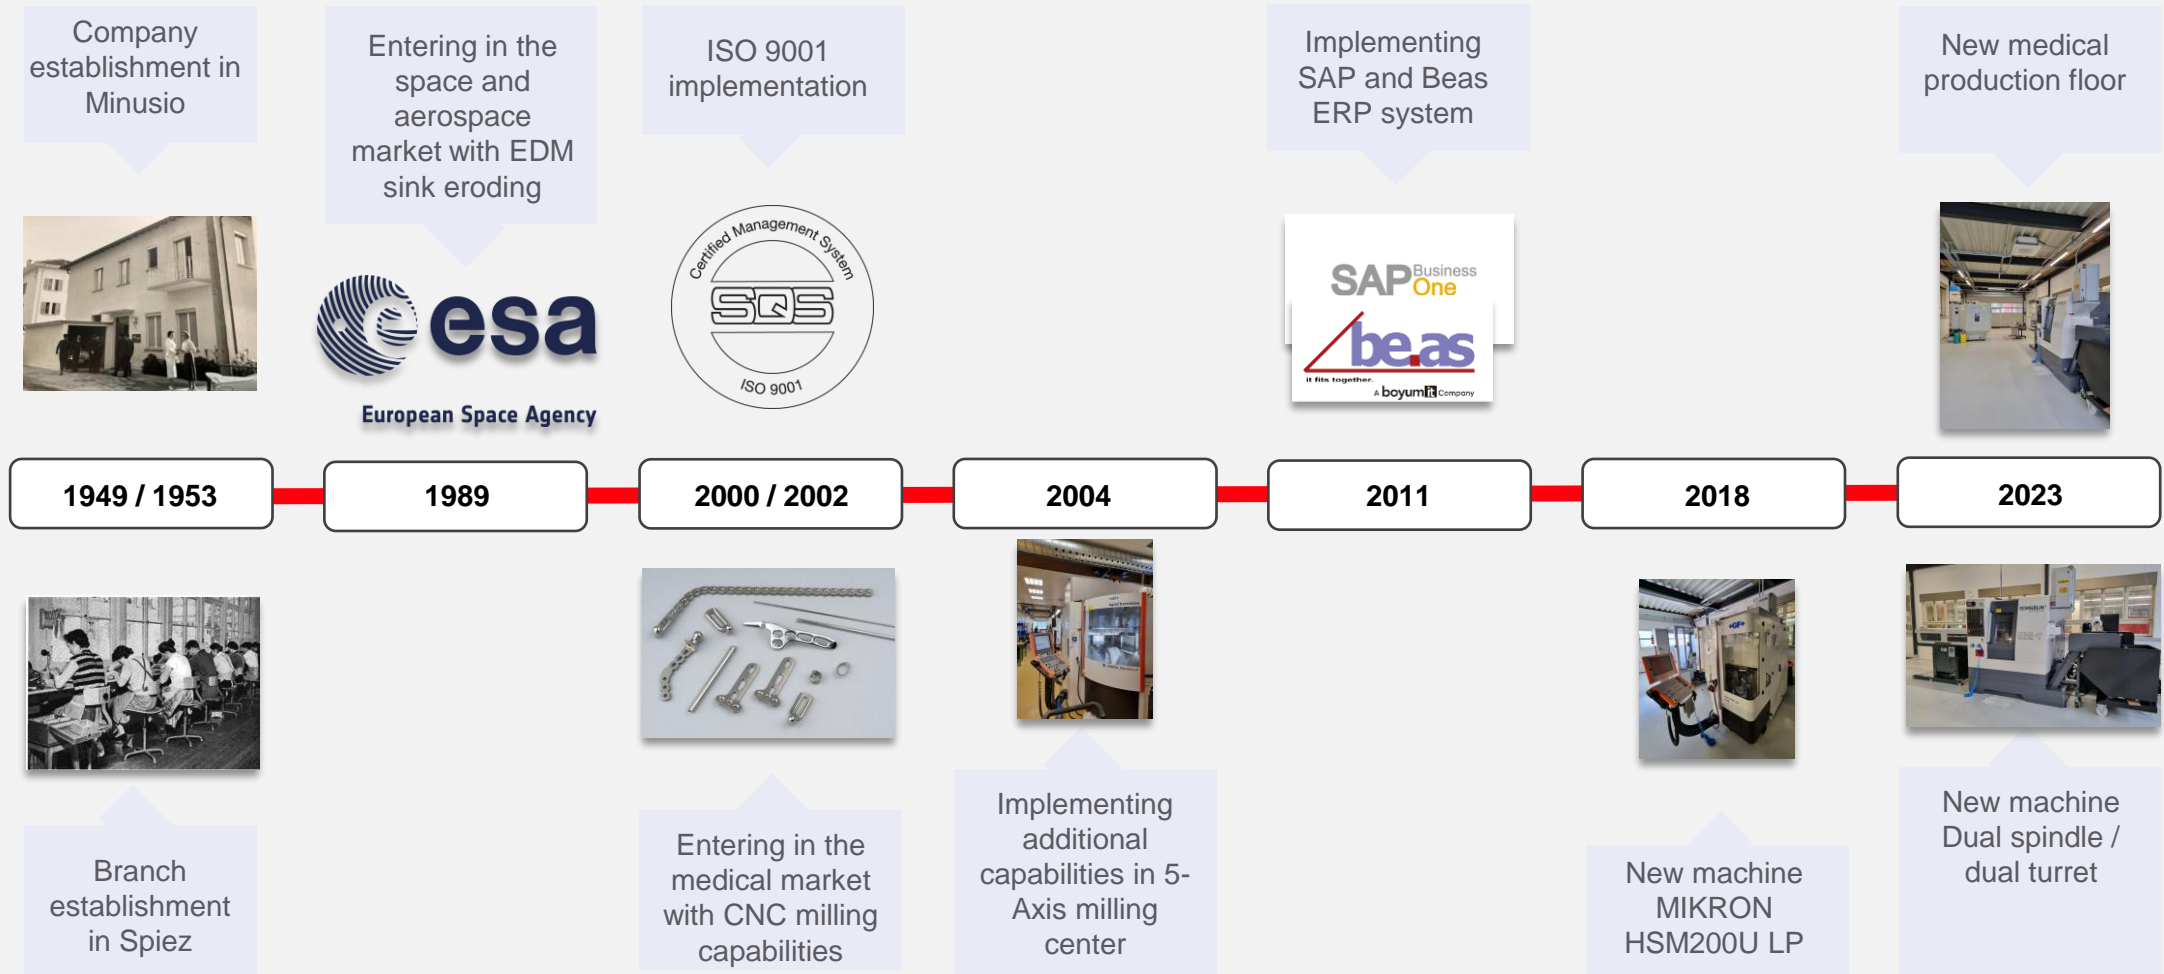 Company
establishment in
Minusio
Entering in the
space and
aerospace
market with EDM
sink eroding
ISO 9001
implementation
Implementing
SAP and Beas
ERP system
New medical
production floor
esa
European Space Agency
Certified Management System
SQS
ISO 9001
SAP Business
One
be.as
it fits together.
A boyum it Company
1949 / 1953
1989
2000 / 2002
2004
2011
2018
2023
+GF+
+GF+
Branch
establishment
in Spiez
Entering in the
medical market
with CNC milling
capabilities
Implementing
additional
capabilities in 5-
Axis milling
center
New machine
MIKRON
HSM200U LP
New machine
Dual spindle /
dual turret